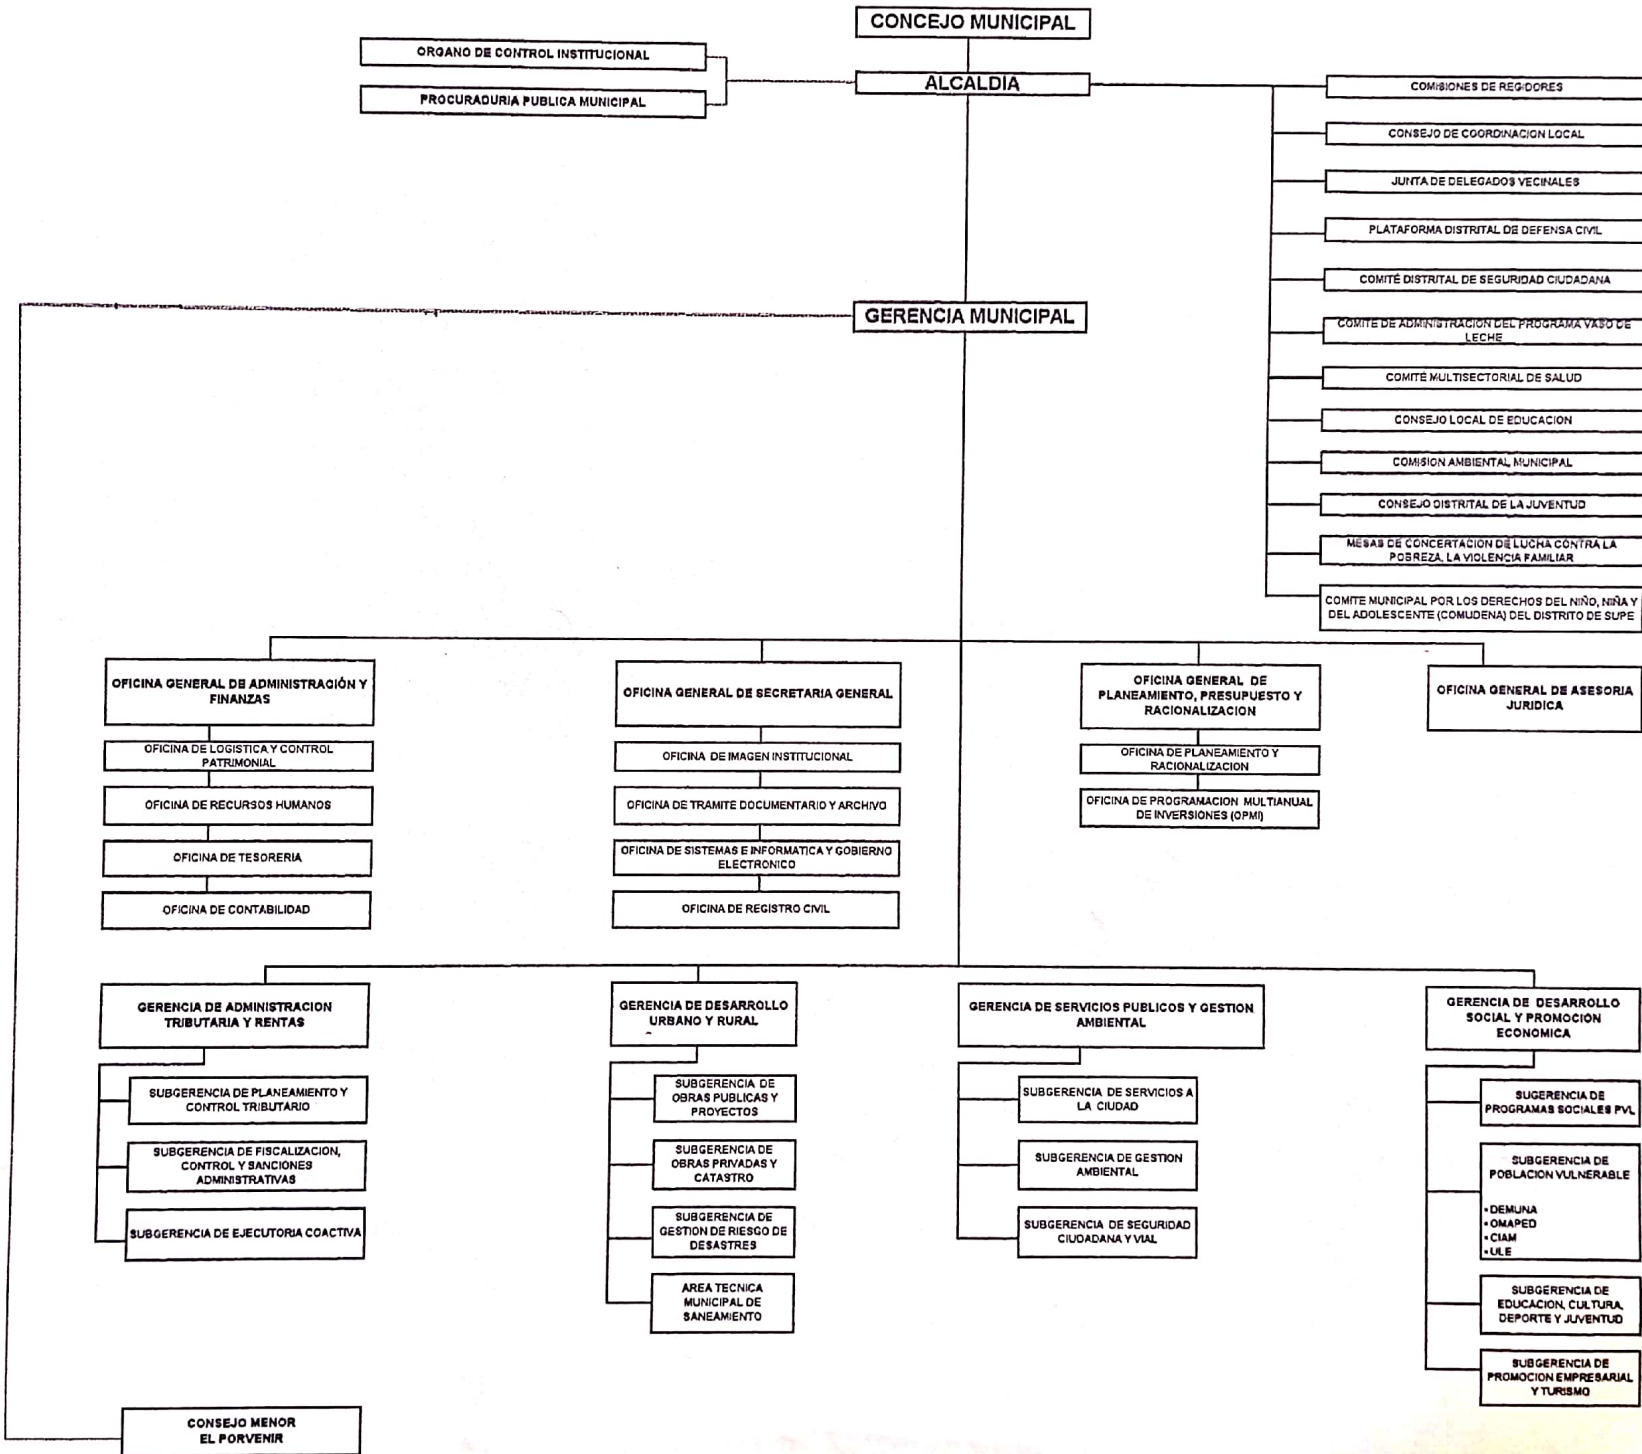 CONCEJO MUNICIPAL
ORGANO DE CONTROL INSTITUCIONAL
PROCURADURIA PUBLICA MUNICIPAL
ALCALDIA
COMISIONES DE REGIDORES
CONSEJO DE COORDINACION LOCAL
JUNTA DE DELEGADOS VECINALES
PLATAFORMA DISTRITAL DE DEFENSA CIVIL
COMITÉ DISTRITAL DE SEGURIDAD CIUDADANA
COMITE DE ADMINISTRACION DEL PROGRAMA VASO DE
LECHE
COMITÉ MULTISECTORIAL DE SALUD
CONSEJO LOCAL DE EDUCACION
COMISION AMBIENTAL MUNICIPAL
CONSEJO DISTRITAL DE LA JUVENTUD
MESAS DE CONCERTACION DE LUCHA CONTRA LA
POBREZA, LA VIOLENCIA FAMILIAR
COMITE MUNICIPAL POR LOS DERECHOS DEL NIÑO, NIÑA Y
DEL ADOLESCENTE (COMUDENA) DEL DISTRITO DE SUPE
GERENCIA MUNICIPAL
OFICINA GENERAL DE ADMINISTRACIÓN Y
FINANZAS
OFICINA DE LOGISTICA Y CONTROL
PATRIMONIAL
OFICINA DE RECURSOS HUMANOS
OFICINA DE TESORERIA
OFICINA DE CONTABILIDAD
OFICINA GENERAL DE SECRETARIA GENERAL
OFICINA DE IMAGEN INSTITUCIONAL
OFICINA DE TRAMITE DOCUMENTARIO Y ARCHIVO
OFICINA DE SISTEMAS E INFORMATICA Y GOBIERNO
ELECTRONICO
OFICINA DE REGISTRO CIVIL
OFICINA GENERAL DE
PLANEAMIENTO, PRESUPUESTO Y
RACIONALIZACION
OFICINA DE PLANEAMIENTO Y
RACIONALIZACION
OFICINA DE PROGRAMACION MULTIANUAL
DE INVERSIONES (OPMI)
OFICINA GENERAL DE ASESORIA
JURIDICA
GERENCIA DE ADMINISTRACION
TRIBUTARIA Y RENTAS
SUBGERENCIA DE PLANEAMIENTO Y
CONTROL TRIBUTARIO
SUBGERENCIA DE FISCALIZACION,
CONTROL Y SANCIONES
ADMINISTRATIVAS
SUBGERENCIA DE EJECUTORIA COACTIVA
GERENCIA DE DESARROLLO
URBANO Y RURAL
SUBGERENCIA DE
OBRAS PUBLICAS Y
PROYECTOS
SUBGERENCIA DE
OBRAS PRIVADAS Y
CATASTRO
SUBGERENCIA DE
GESTION DE RIESGO DE
DESASTRES
AREA TECNICA
MUNICIPAL DE
SANEAMIENTO
GERENCIA DE SERVICIOS PUBLICOS Y GESTION
AMBIENTAL
SUBGERENCIA DE SERVICIOS A
LA CIUDAD
SUBGERENCIA DE GESTION
AMBIENTAL
SUBGERENCIA DE SEGURIDAD
CIUDADANA Y VIAL
GERENCIA DE DESARROLLO
SOCIAL Y PROMOCION
ECONOMICA
SUGERENCIA DE
PROGRAMAS SOCIALES PVL
SUBGERENCIA DE
POBLACION VULNERABLE
• DEMUNA
• OMAPED
• CIAM
• ULE
SUBGERENCIA DE
EDUCACION, CULTURA,
DEPORTE Y JUVENTUD
SUBGERENCIA DE
PROMOCION EMPRESARIAL
Y TURISMO
CONSEJO MENOR
EL PORVENIR